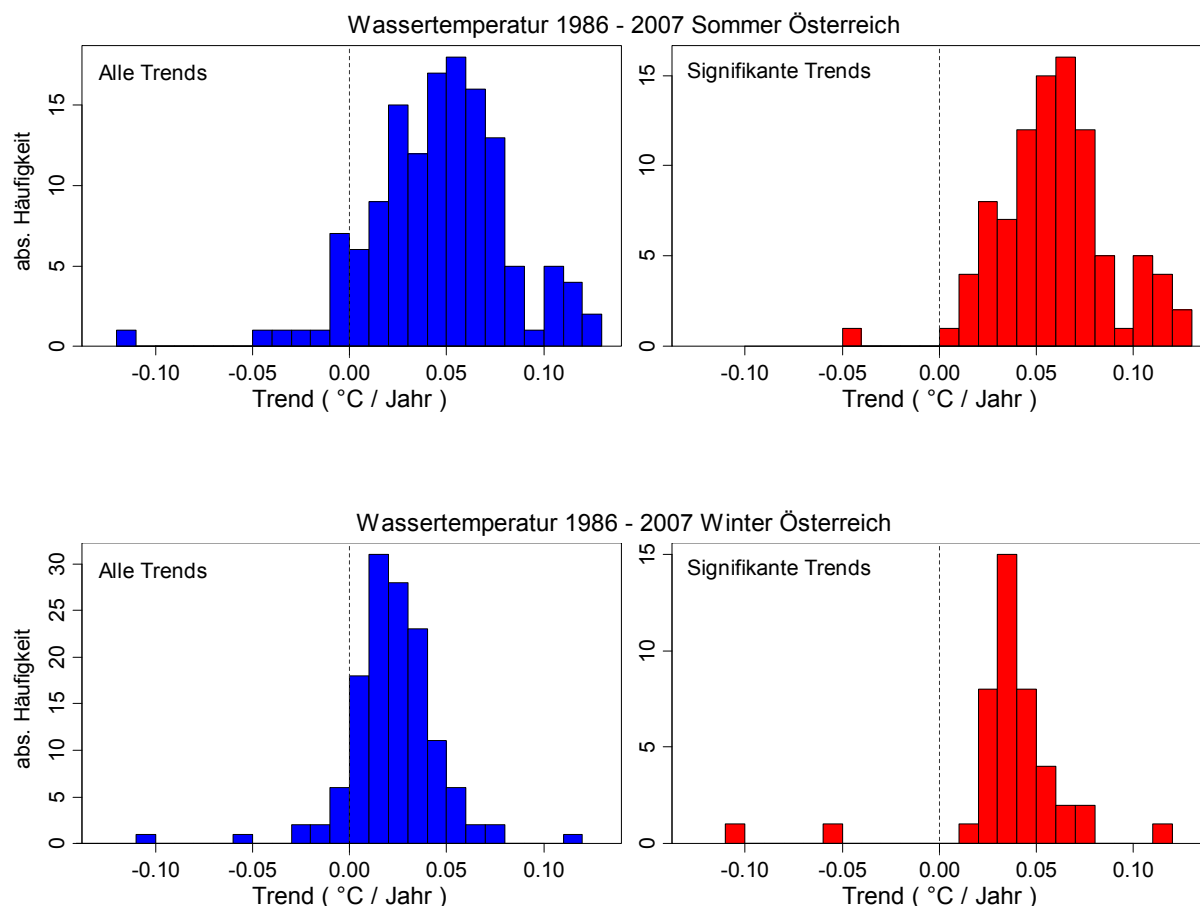 Wassertemperatur 1986 - 2007 Sommer Österreich
Alle Trends
abs. Häufigkeit
0 5 10 15
-0.10 -0.05 0.00 0.05 0.10
Trend ( °C / Jahr )
Signifikante Trends
0 5 10 15
-0.10 -0.05 0.00 0.05 0.10
Trend ( °C / Jahr )
Wassertemperatur 1986 - 2007 Winter Österreich
Alle Trends
abs. Häufigkeit
0 5 10 15 20 25 30
-0.10 -0.05 0.00 0.05 0.10
Trend ( °C / Jahr )
Signifikante Trends
0 5 10 15
-0.10 -0.05 0.00 0.05 0.10
Trend ( °C / Jahr )